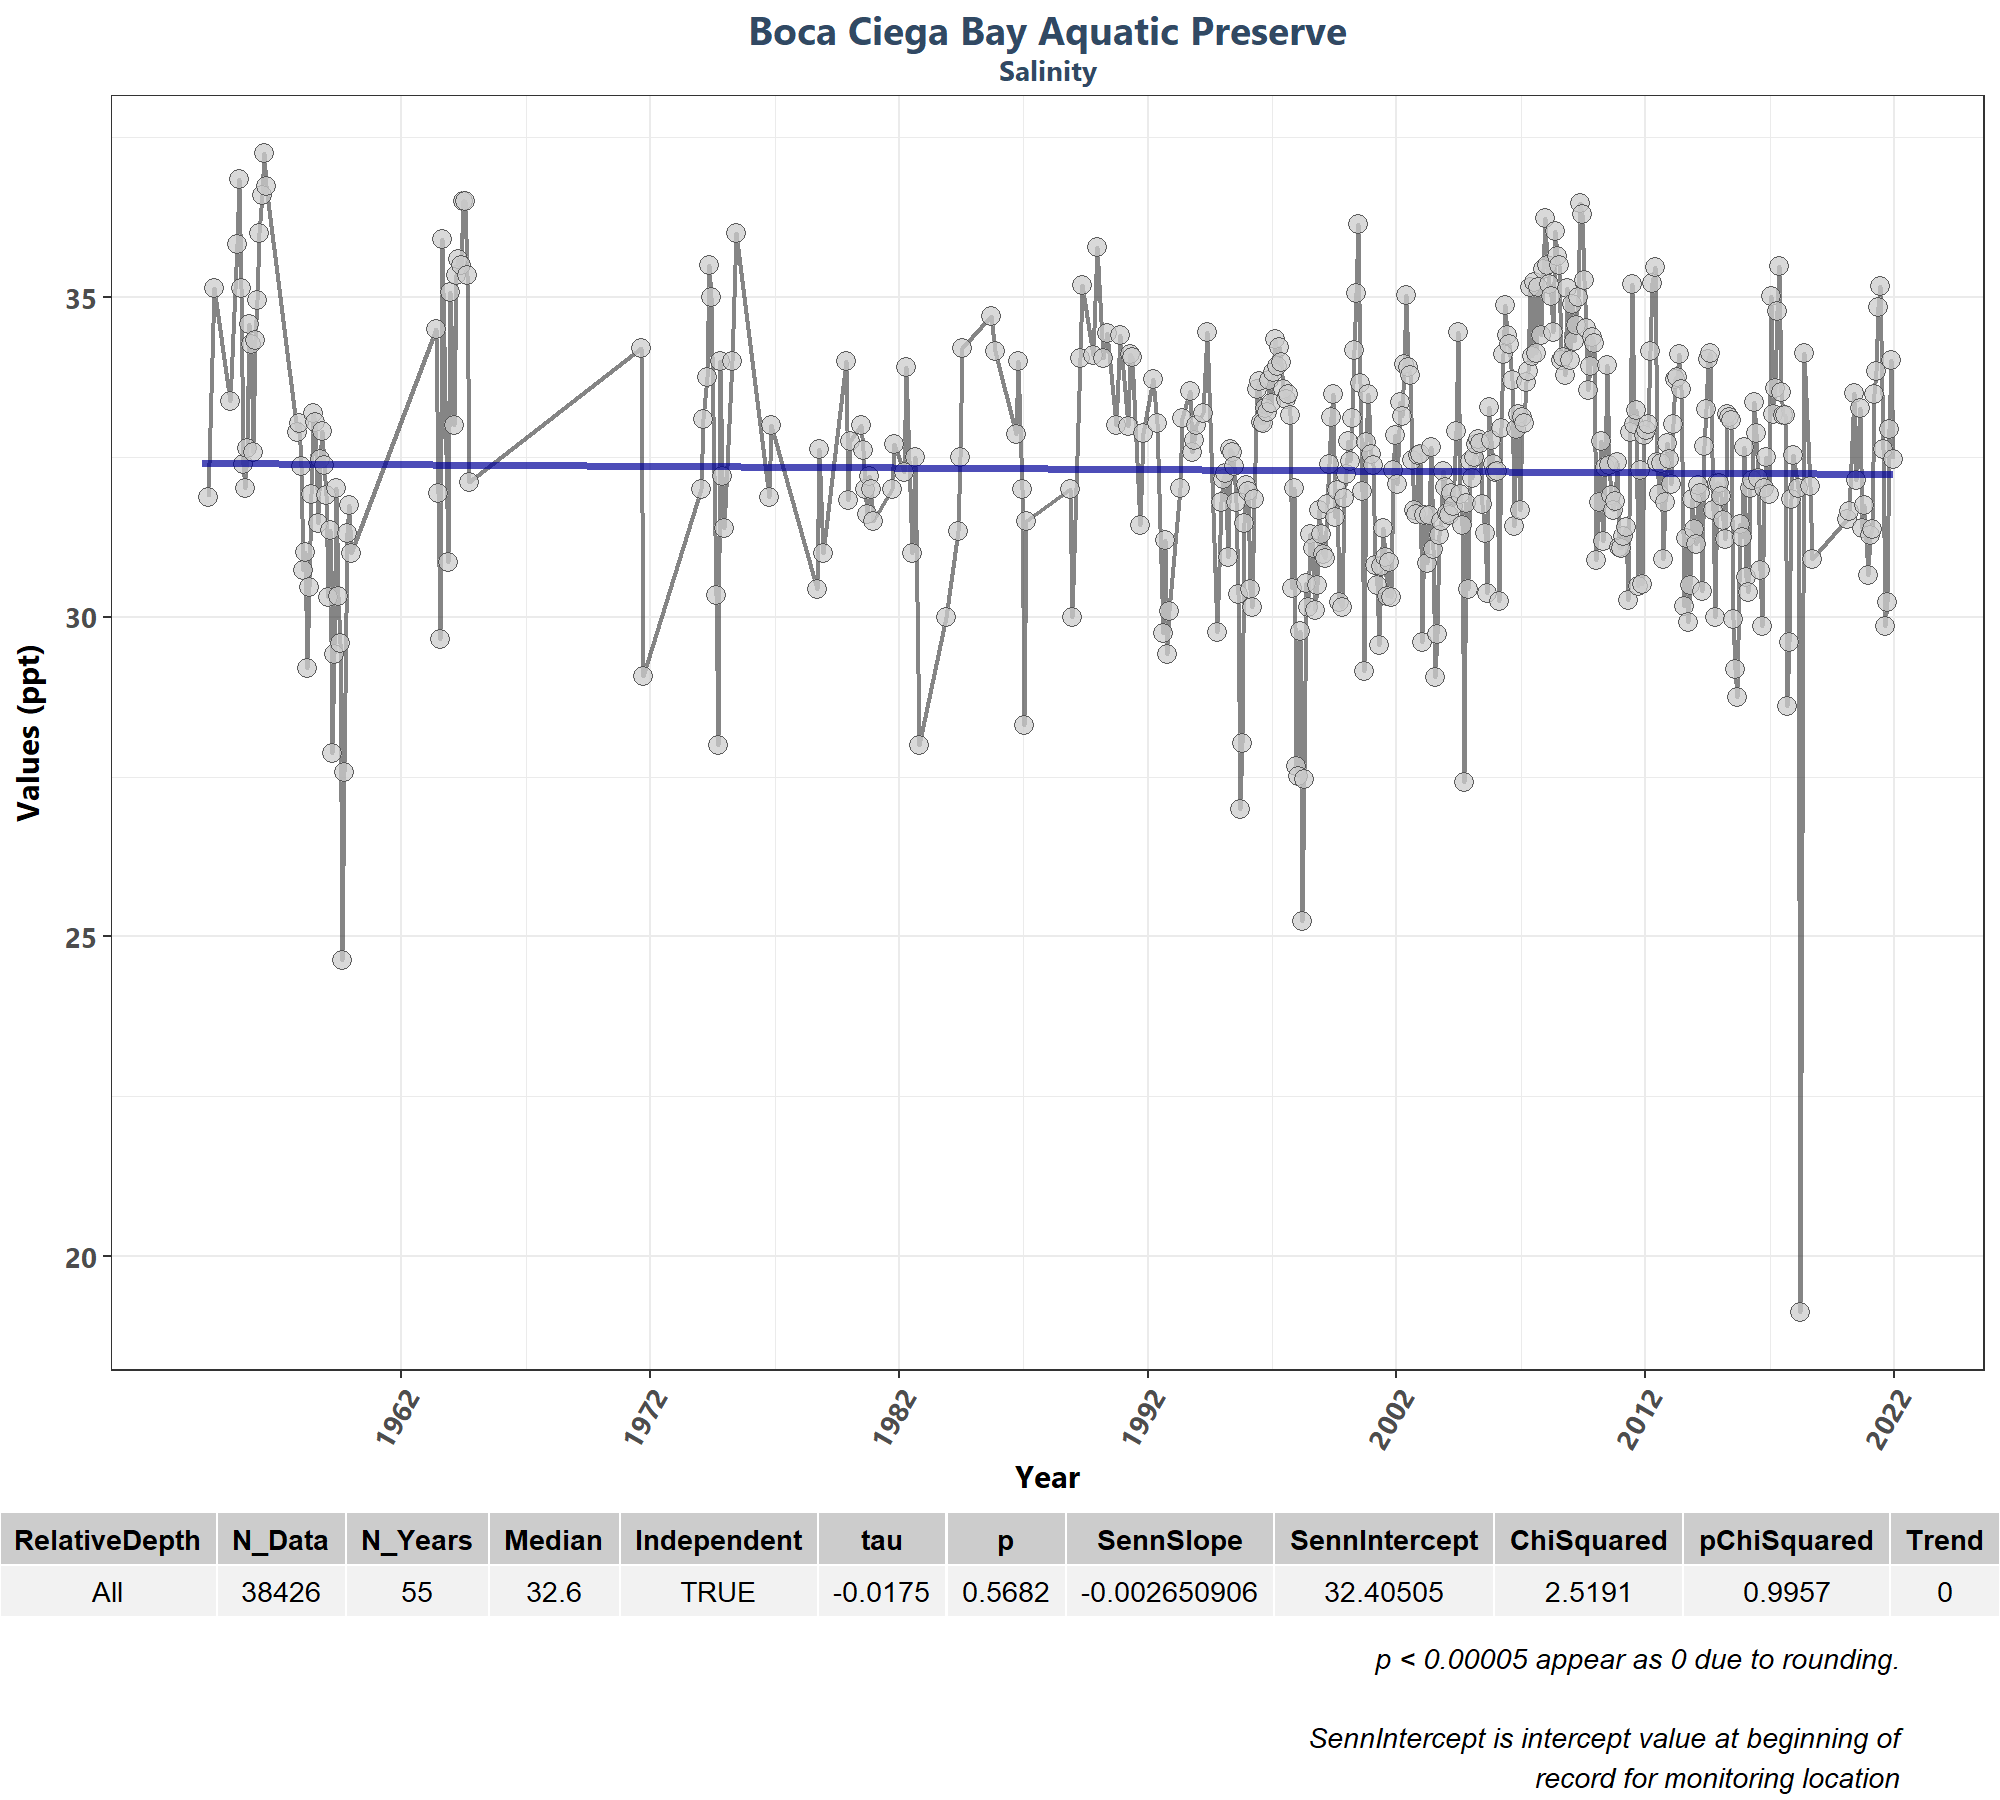 Boca Ciega Bay Aquatic Preserve
Salinity
Values (ppt)
35
30
25
20
1962
1972
1982
1992
2002
2012
2022
Year
RelativeDepth N_Data N_Years Median Independent tau p SennSlope SennIntercept ChiSquared pChiSquared Trend
All 38426 55 32.6 TRUE -0.0175 0.5682 -0.002650906 32.40505 2.5191 0.9957 0
p < 0.00005 appear as 0 due to rounding.
SennIntercept is intercept value at beginning of
record for monitoring location